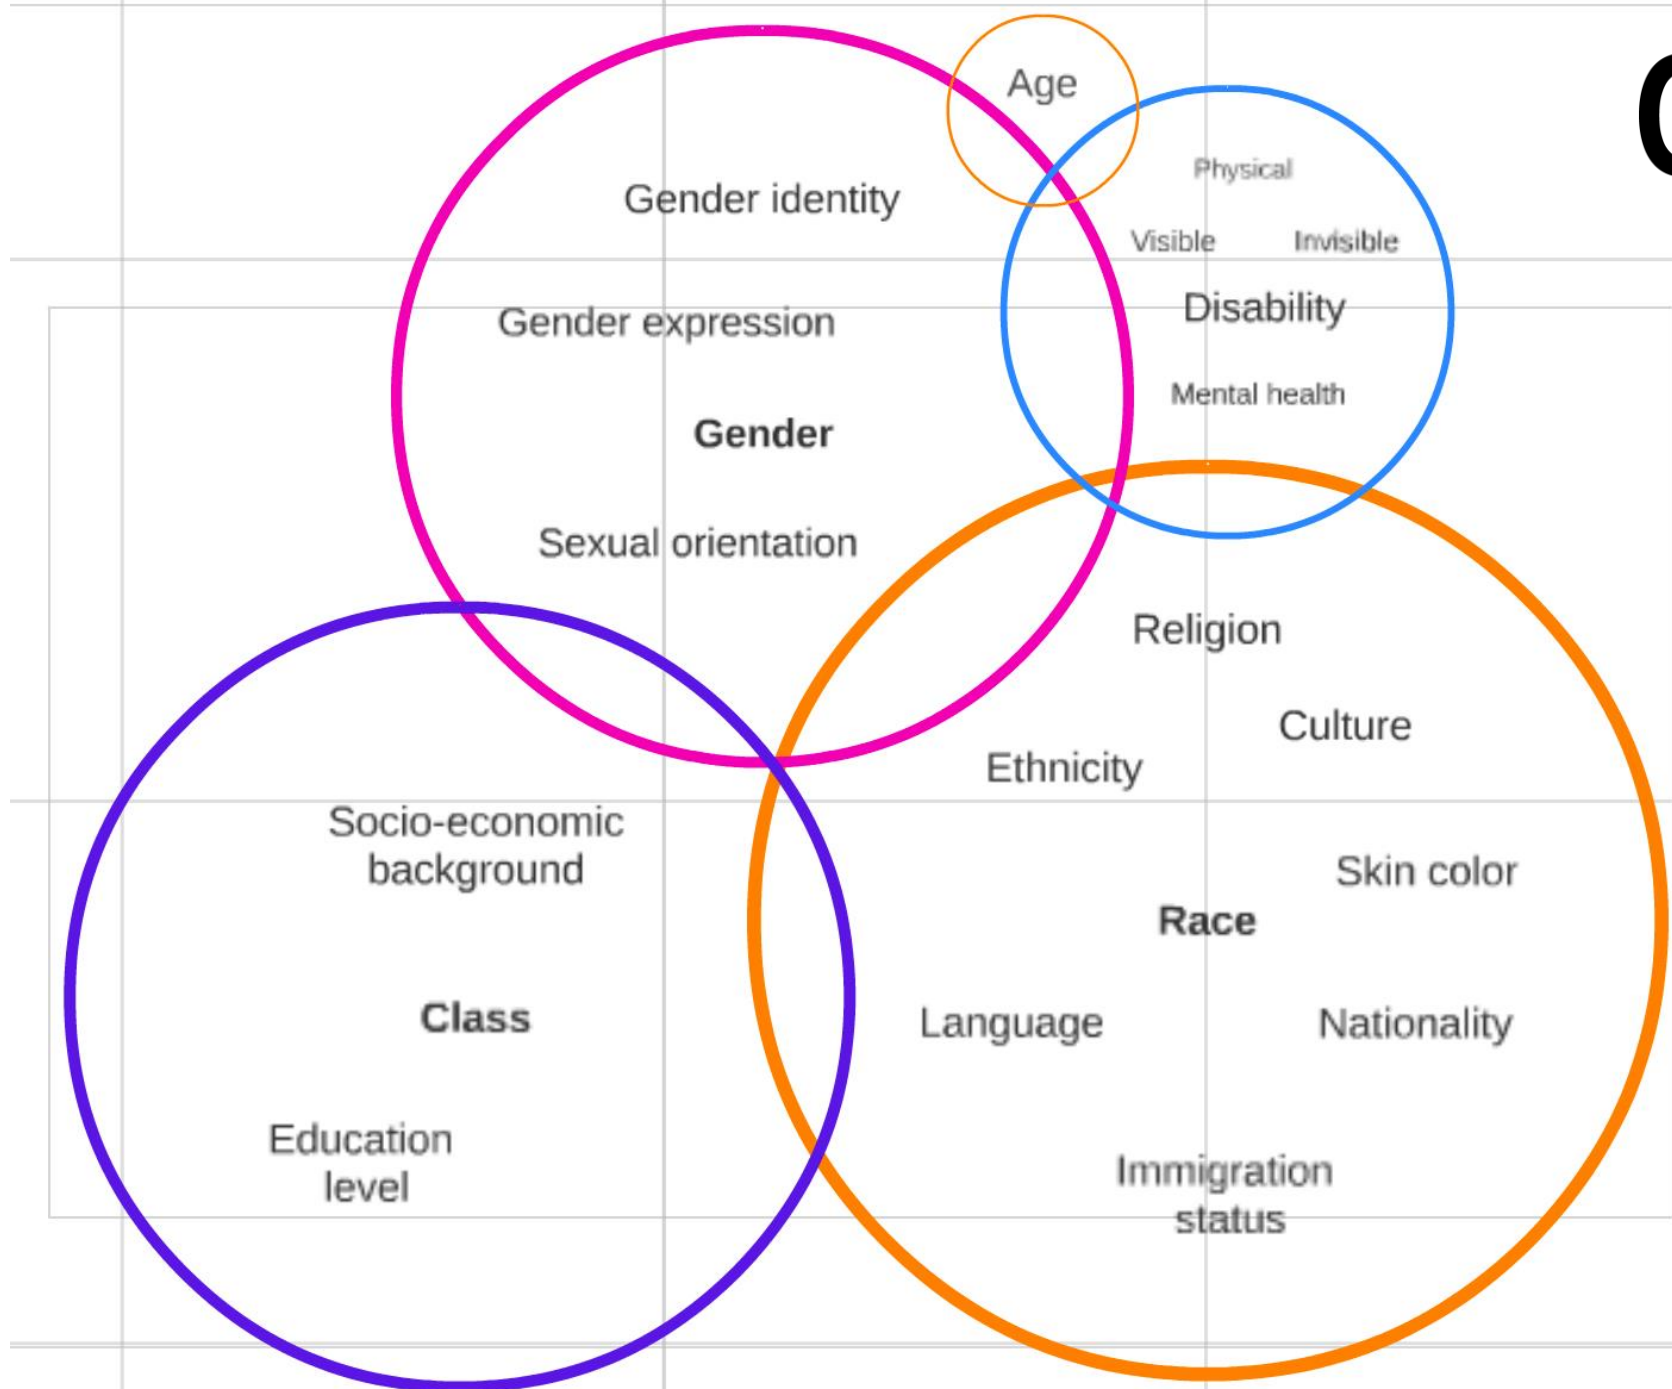 Age
Physical
Gender identity
Visible Invisible
Disability
Gender expression
Mental health
Gender
Sexual orientation
Religion
Culture
Ethnicity
Socio-economic
background
Skin color
Race
Class
Language Nationality
Education
level
Immigration
status